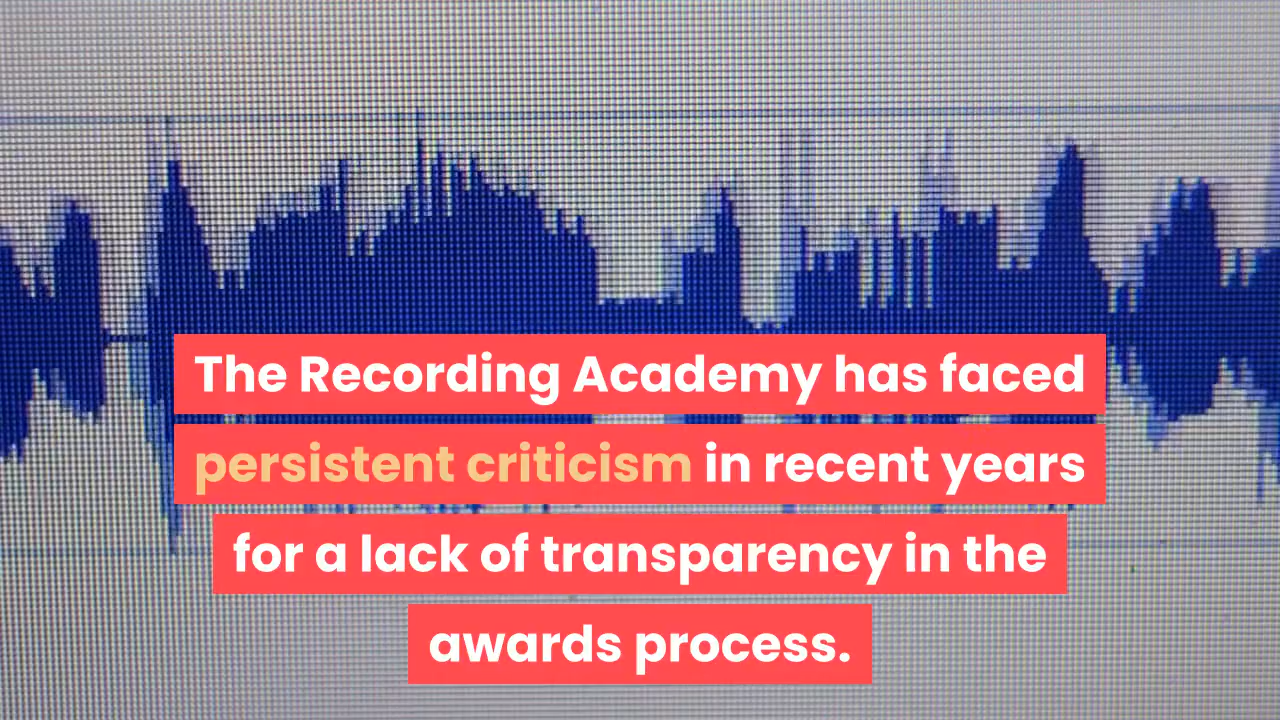 The Recording Academy has faced
persistent criticism in recent years
for a lack of transparency in the
awards process.